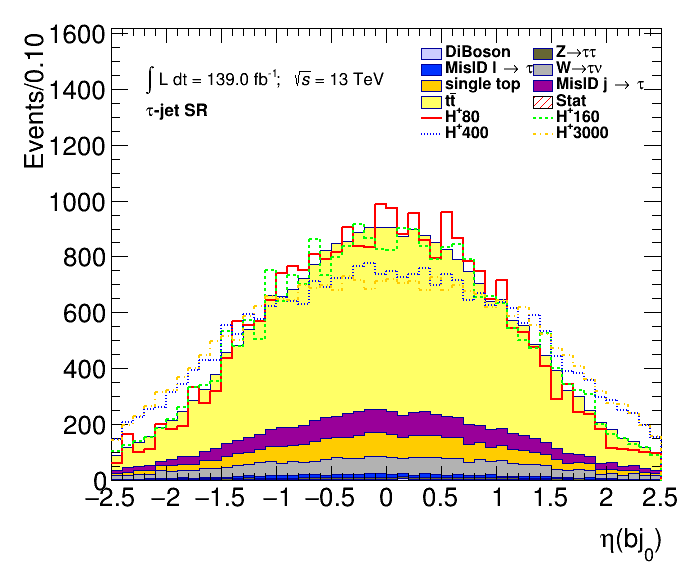 Events/0.10
1600
1400
1200
1000
800
600
400
200
0
∫ L dt = 139.0 fb⁻¹; √s = 13 TeV
τ-jet SR
DiBoson
Z→ττ
MisID l → τ
W→τν
single top
MisID j → τ
tt̄
Stat
H⁺80
H⁺160
H⁺400
H⁺3000
−2.5 −2 −1.5 −1 −0.5 0 0.5 1 1.5 2 2.5
η(bj₀)